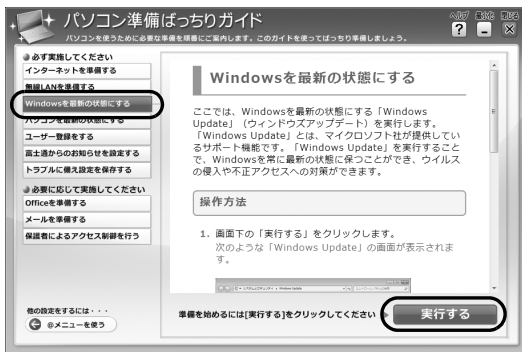 パソコン準備ばっちりガイド
パソコンを使うために必要な準備を順番にご案内します。このガイドを使ってばっちり準備しましょう。
ヘルプ 最小化 閉じる
必ず実施してください
インターネットを準備する
無線LANを準備する
Windowsを最新の状態にする
パソコンを最新の状態にする
ユーザー登録をする
富士通からのお知らせを設定する
トラブルに備え設定を保存する
必要に応じて実施してください
Officeを準備する
メールを準備する
保護者によるアクセス制御を行う
他の設定をするには・・・
@メニューを使う
Windowsを最新の状態にする
ここでは、Windowsを最新の状態にする「Windows
Update」（ウィンドウズアップデート）を実行します。
「Windows Update」とは、マイクロソフト社が提供してい
るサポート機能です。「Windows Update」を実行すること
で、Windowsを常に最新の状態に保つことができ、ウイルス
の侵入や不正アクセスへの対策ができます。
操作方法
1. 画面下の「実行する」をクリックします。
次のような「Windows Update」の画面が表示されま
す。
準備を始めるには[実行する]をクリックしてください
実行する